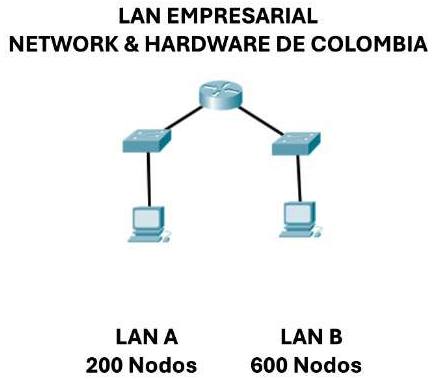 LAN EMPRESARIAL
NETWORK & HARDWARE DE COLOMBIA
LAN A
200 Nodos
LAN B
600 Nodos